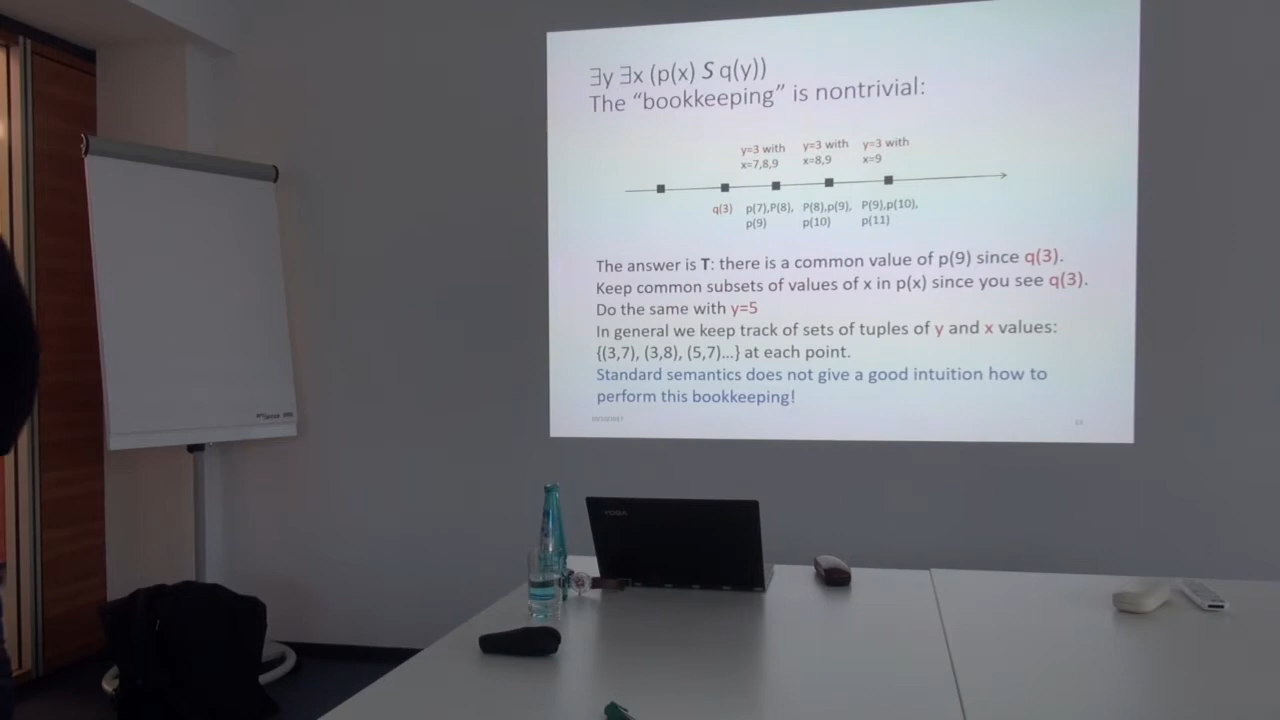 ∃y ∃x (p(x) S q(y))
The “bookkeeping” is nontrivial:
y=3 with y=3 with y=3 with
x=7,8,9 x=8,9 x=9
q(3) p(7),P(8), P(8),p(9), P(9),p(10),
p(9) p(10) p(11)
The answer is T: there is a common value of p(9) since q(3).
Keep common subsets of values of x in p(x) since you see q(3).
Do the same with y=5
In general we keep track of sets of tuples of y and x values:
{(3,7), (3,8), (5,7)...} at each point.
Standard semantics does not give a good intuition how to
perform this bookkeeping!
YOGA